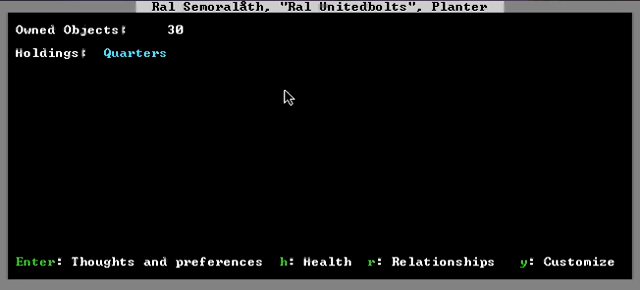 Ral Semoralåth, "Ral Unitedbolts", Planter
Owned Objects: 30
Holdings: Quarters
Enter: Thoughts and preferences h: Health r: Relationships y: Customize